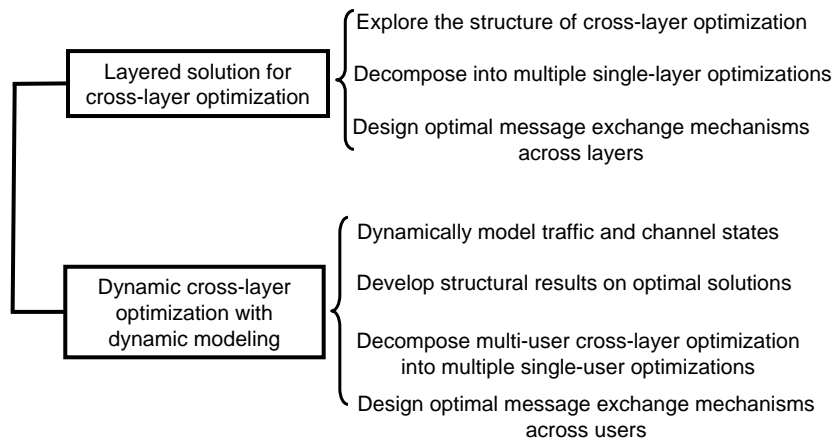 Layered solution for
cross-layer optimization
Explore the structure of cross-layer optimization
Decompose into multiple single-layer optimizations
Design optimal message exchange mechanisms
across layers
Dynamic cross-layer
optimization with
dynamic modeling
Dynamically model traffic and channel states
Develop structural results on optimal solutions
Decompose multi-user cross-layer optimization
into multiple single-user optimizations
Design optimal message exchange mechanisms
across users